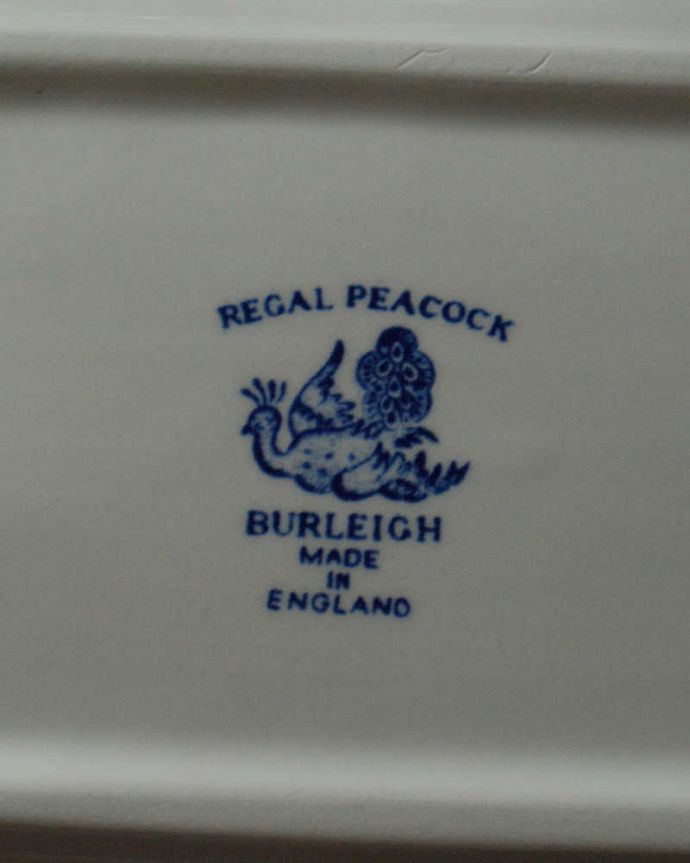 REGAL PEACOCK
BURLEIGH
MADE
IN
ENGLAND